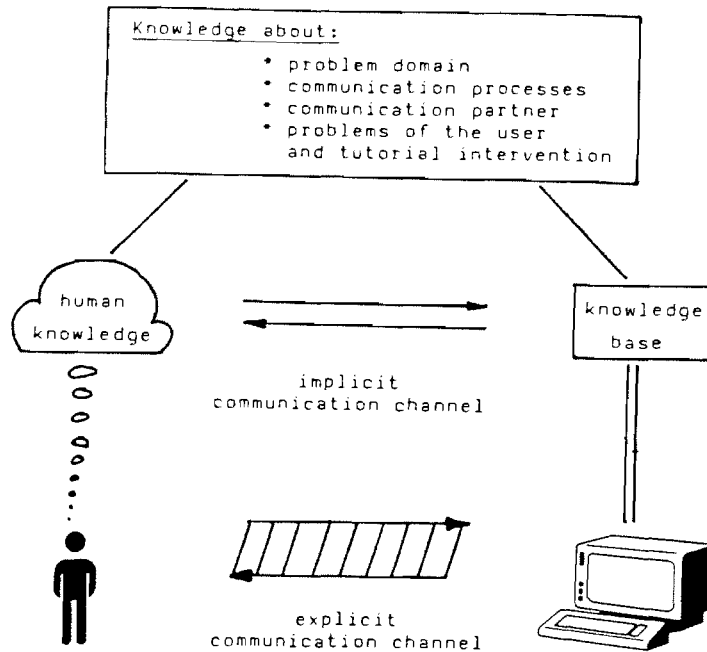 Knowledge about:
* problem domain
* communication processes
* communication partner
* problems of the user
and tutorial intervention
human
knowledge
knowledge
base
implicit
communication channel
explicit
communication channel